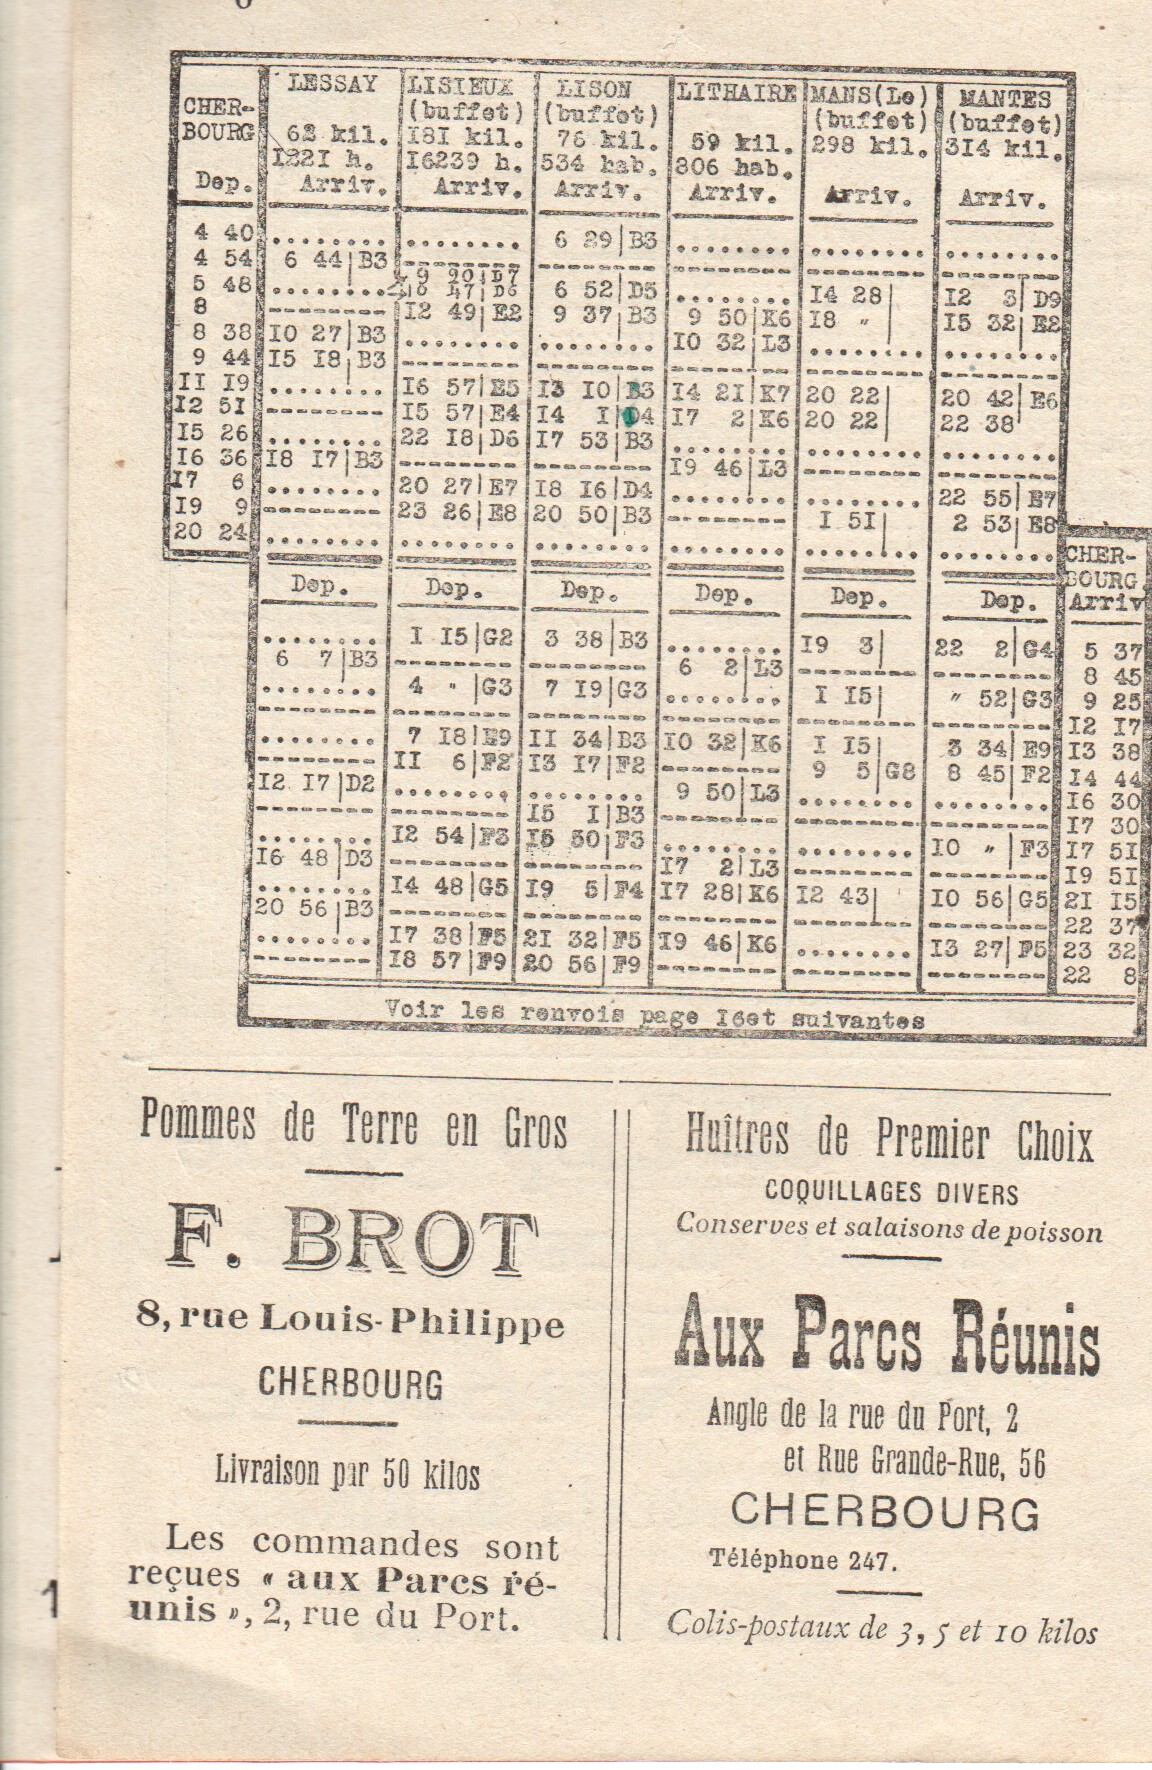 CHER-
BOURG
Dep.
LESSAY
62 kil.
1221 h.
Arriv.
LISIEUX
(buffet)
181 kil.
16239 h.
Arriv.
LISON
(buffet)
76 kil.
534 hab.
Arriv.
LITHAIRE
59 kil.
806 hab.
Arriv.
MANS(Le)
(buffet)
298 kil.
Arriv.
MANTES
(buffet)
314 kil.
Arriv.
4 40 ........ ........ 6 29|B3 ........ ........ ........
4 54 6 44|B3 -------- -------- -------- -------- --------
5 48 ........ 9 20|D7 6 52|D5 ........ 14 28| 12 3|D9
47|D6
8 -------- 12 49|E2 9 37|B3 9 50|K6 18 "| 15 32|E2
8 38 10 27|B3 ........ ........ 10 32|L3 ........ ........
9 44 15 18|B3 -------- -------- -------- -------- --------
11 19 ........ 16 57|E5 13 10|B3 14 21|K7 20 22| 20 42|E6
12 51 -------- 15 57|E4 14 1|D4 17 2|K6 20 22| 22 38|
15 26 ........ 22 18|D6 17 53|B3 ........ ........ ........
16 36 18 17|B3 -------- -------- 19 46|L3 -------- --------
17 6 ........ 20 27|E7 18 16|D4 ........ ........ 22 55|E7
19 9 ........ 23 26|E8 20 50|B3 -------- 1 51| 2 53|E8
20 24 ........ ........ ........ ........ ........ ........
Dep. Dep. Dep. Dep. Dep. Dep.
CHER-
BOURG
Arriv
........ 1 15|G2 3 38|B3 ........ 19 3| 22 2|G4 5 37
6 7|B3 -------- -------- 6 2|L3 -------- -------- 8 45
........ 4 "|G3 7 19|G3 ........ 1 15| " 52|G3 9 25
-------- -------- -------- -------- -------- -------- 12 17
........ 7 18|E9 11 34|B3 10 32|K6 1 15| 3 34|E9 13 38
-------- 11 6|F2 13 17|F2 -------- 9 5|G8 8 45|F2 14 44
12 17|D2 ........ ........ 9 50|L3 ........ ........ 16 30
-------- -------- 15 1|B3 -------- -------- -------- 17 30
........ 12 54|F3 15 50|F3 ........ ........ 10 "|F3 17 51
16 48|D3 -------- -------- 17 2|L3 -------- -------- 19 51
........ 14 48|G5 19 5|F4 17 28|K6 12 43| 10 56|G5 21 15
20 56|B3 -------- -------- -------- -------- -------- 22 37
........ 17 38|F5 21 32|F5 19 46|K6 ........ 13 27|F5 23 32
-------- 18 57|F9 20 56|F9 -------- -------- -------- 22 8
Voir les renvois page 16et suivantes
Pommes de Terre en Gros
F. BROT
8, rue Louis-Philippe
CHERBOURG
Livraison par 50 kilos
Les commandes sont
reçues « aux Parcs ré-
unis », 2, rue du Port.
Huîtres de Premier Choix
COQUILLAGES DIVERS
Conserves et salaisons de poisson
Aux Parcs Réunis
Angle de la rue du Port, 2
et Rue Grande-Rue, 56
CHERBOURG
Téléphone 247.
Colis-postaux de 3, 5 et 10 kilos
1